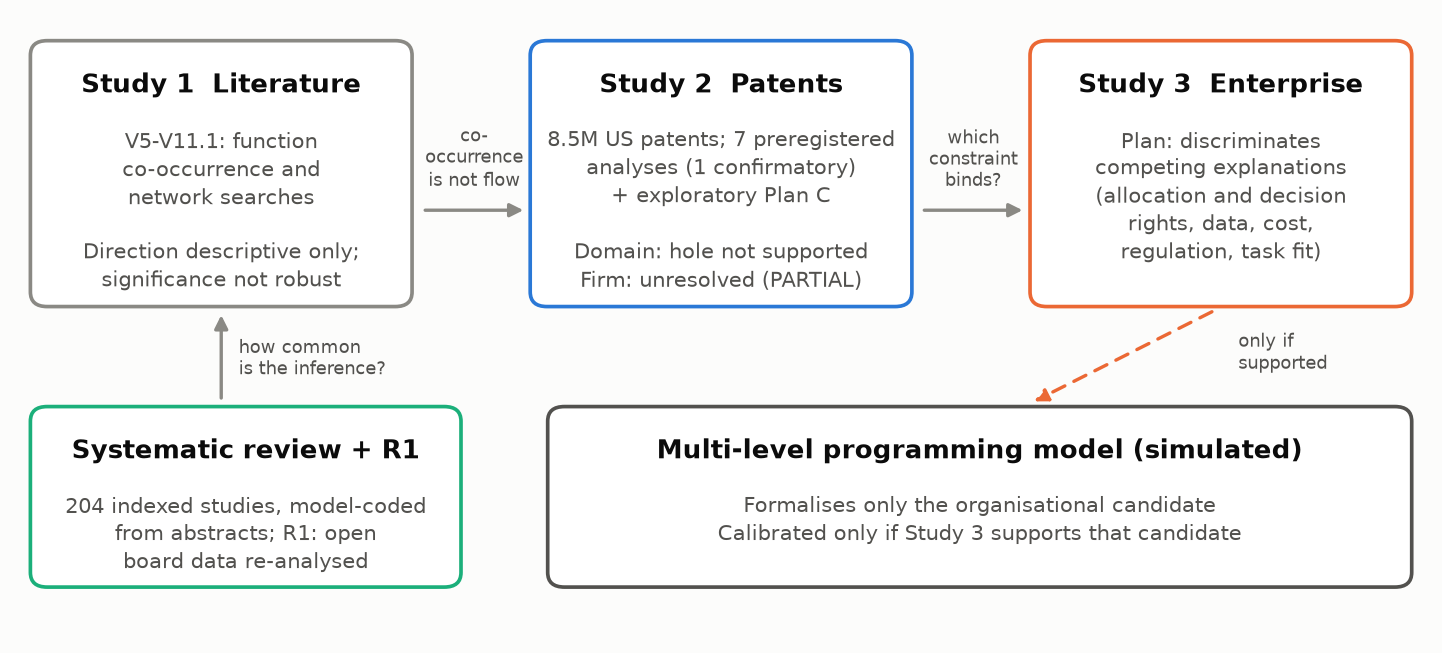 Study 1  Literature
V5-V11.1: function
co-occurrence and
network searches
Direction descriptive only;
significance not robust
co-
occurrence
is not flow
Study 2  Patents
8.5M US patents; 7 preregistered
analyses (1 confirmatory)
+ exploratory Plan C
Domain: hole not supported
Firm: unresolved (PARTIAL)
which
constraint
binds?
Study 3  Enterprise
Plan: discriminates
competing explanations
(allocation and decision
rights, data, cost,
regulation, task fit)
how common
is the inference?
only if
supported
Systematic review + R1
204 indexed studies, model-coded
from abstracts; R1: open
board data re-analysed
Multi-level programming model (simulated)
Formalises only the organisational candidate
Calibrated only if Study 3 supports that candidate